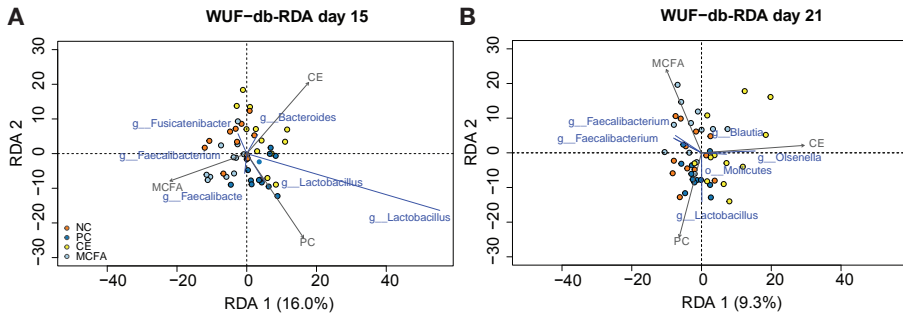 A
WUF−db−RDA day 15
RDA 2
30
20
10
0
−10
−20
−30
CE
g__Fusicatenibacter
g__Bacteroides
g__Faecalibacterium
MCFA
g__Faecalibacte
g__Lactobacillus
g__Lactobacillus
PC
NC
PC
CE
MCFA
−40
−20
0
20
40
RDA 1 (16.0%)
B
WUF−db−RDA day 21
RDA 2
30
20
10
0
−10
−20
−30
MCFA
g__Faecalibacterium
g__Faecalibacterium
g__Blautia
CE
g__Olsenella
o__Mollicutes
g__Lactobacillus
PC
−40
−20
0
20
40
RDA 1 (9.3%)